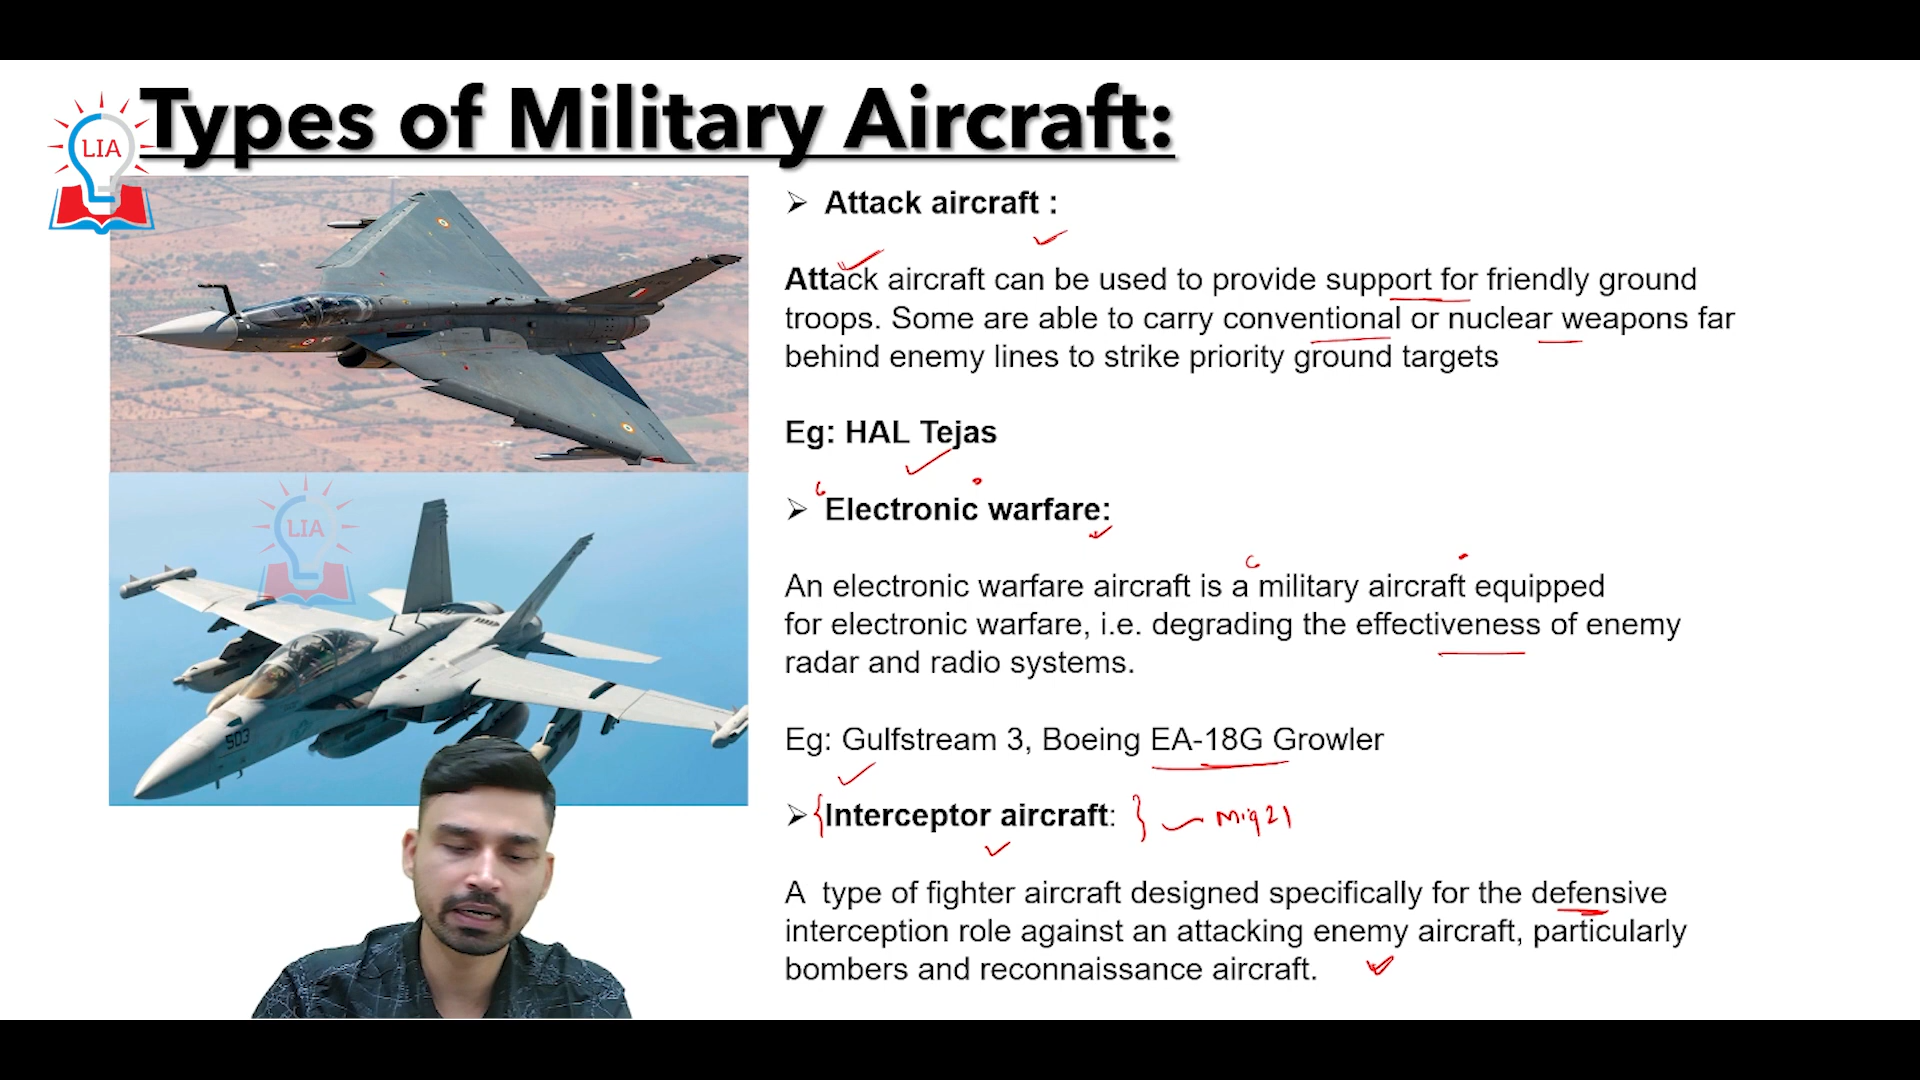 Types of Military Aircraft:
LIA
➢ Attack aircraft :
Attack aircraft can be used to provide support for friendly ground
troops. Some are able to carry conventional or nuclear weapons far
behind enemy lines to strike priority ground targets
Eg: HAL Tejas
LIA
➢ Electronic warfare:
An electronic warfare aircraft is a military aircraft equipped
for electronic warfare, i.e. degrading the effectiveness of enemy
radar and radio systems.
503
Eg: Gulfstream 3, Boeing EA-18G Growler
➢ {Interceptor aircraft: } Mig21
A type of fighter aircraft designed specifically for the defensive
interception role against an attacking enemy aircraft, particularly
bombers and reconnaissance aircraft.